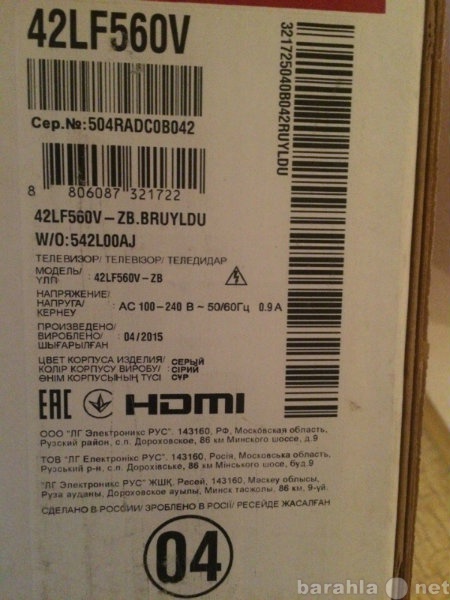 42LF560V
Сер.№:504RADC0B042
8 806087 321722
42LF560V-ZB.BRUYLDU
W/O:542L00AJ
ТЕЛЕВИЗОР/ ТЕЛЕВІЗОР/ ТЕЛЕДИДАР
МОДЕЛЬ/
ҮЛГІ : 42LF560V-ZB
НАПРЯЖЕНИЕ/
НАПРУГА/ : AC 100-240 В ~ 50/60Гц 0.9 А
КЕРНЕУ
ПРОИЗВЕДЕНО/
ВИРОБЛЕНО/ : 04/2015
ШЫҒАРЫЛҒАН
ЦВЕТ КОРПУСА ИЗДЕЛИЯ/ СЕРЫЙ
КОЛІР КОРПУСУ ВИРОБУ/ : СІРИЙ
ӨНІМ КОРПУСЫНЫҢ ТҮСІ СҰР
EAC HDMI
ООО "ЛГ Электроникс РУС". 143160, РФ, Московская область,
Рузский район, с.п. Дороховское, 86 км Минского шоссе, д.9
ТОВ "ЛГ Електронікс РУС". 143160, Росія, Московська область,
Рузський р-н, с.п. Дороховське, 86 км Мінського шосе, буд.9
"ЛГ Электроникс РУС" ЖШҚ. 143160, Ресей, Маскеу облысы,
Руза ауданы, Дороховское ауылы, Минск тасжолы, 86 км, 9-үй.
СДЕЛАНО В РОССИИ/ ЗРОБЛЕНО В РОСІЇ/ РЕСЕЙДЕ ЖАСАЛҒАН
04
321725040B042RUYLDU
barahla.net